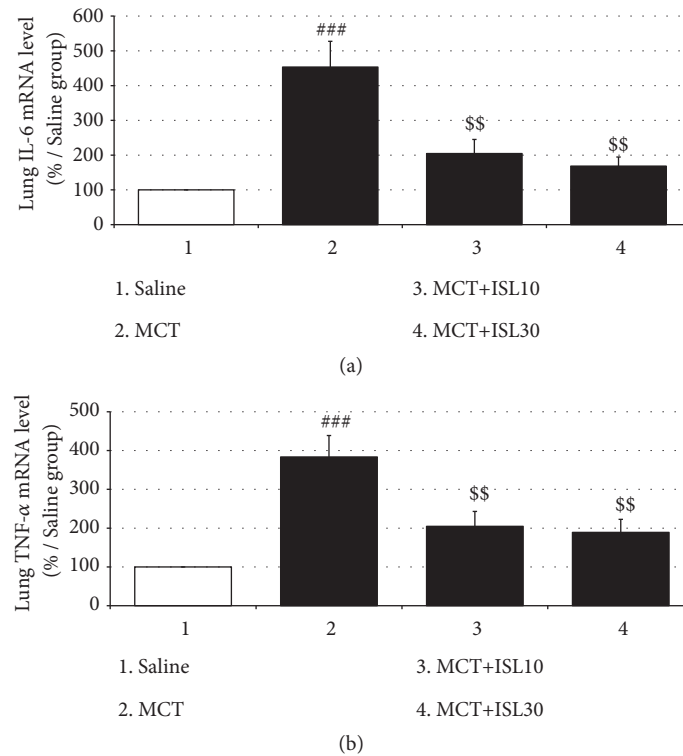 Lung IL-6 mRNA level
(% / Saline group)
600
500
400
300
200
100
0
###
$$
$$
1 2 3 4
1. Saline 3. MCT+ISL10
2. MCT 4. MCT+ISL30
(a)
Lung TNF-α mRNA level
(% / Saline group)
500
400
300
200
100
0
###
$$
$$
1 2 3 4
1. Saline 3. MCT+ISL10
2. MCT 4. MCT+ISL30
(b)